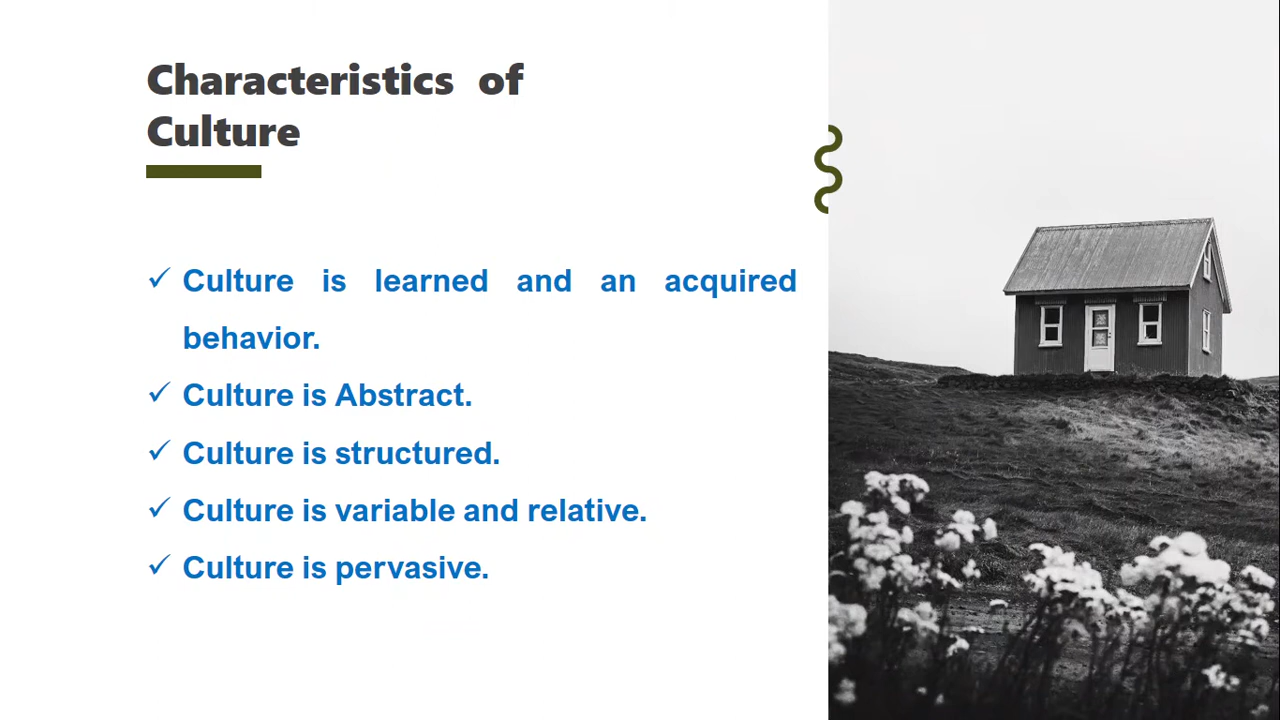 Characteristics of
Culture
✓ Culture is learned and an acquired
behavior.
✓ Culture is Abstract.
✓ Culture is structured.
✓ Culture is variable and relative.
✓ Culture is pervasive.